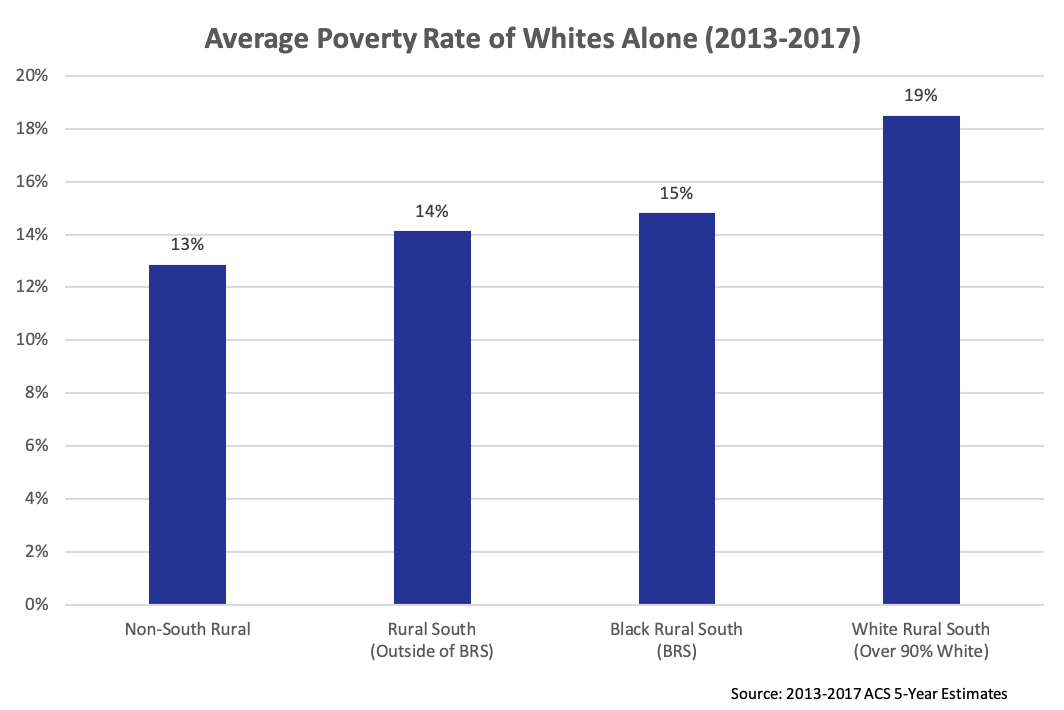 Average Poverty Rate of Whites Alone (2013-2017)
20%
18%
16%
14%
12%
10%
8%
6%
4%
2%
0%
13%
14%
15%
19%
Non-South Rural
Rural South
(Outside of BRS)
Black Rural South
(BRS)
White Rural South
(Over 90% White)
Source: 2013-2017 ACS 5-Year Estimates